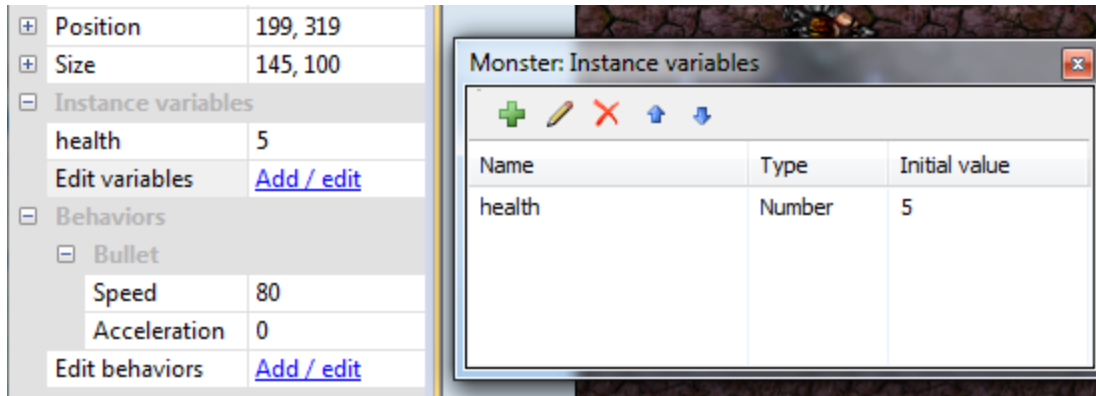 Position 199, 319
Size 145, 100
Instance variables
health 5
Edit variables Add / edit
Behaviors
Bullet
Speed 80
Acceleration 0
Edit behaviors Add / edit
Monster: Instance variables
Name Type Initial value
health Number 5